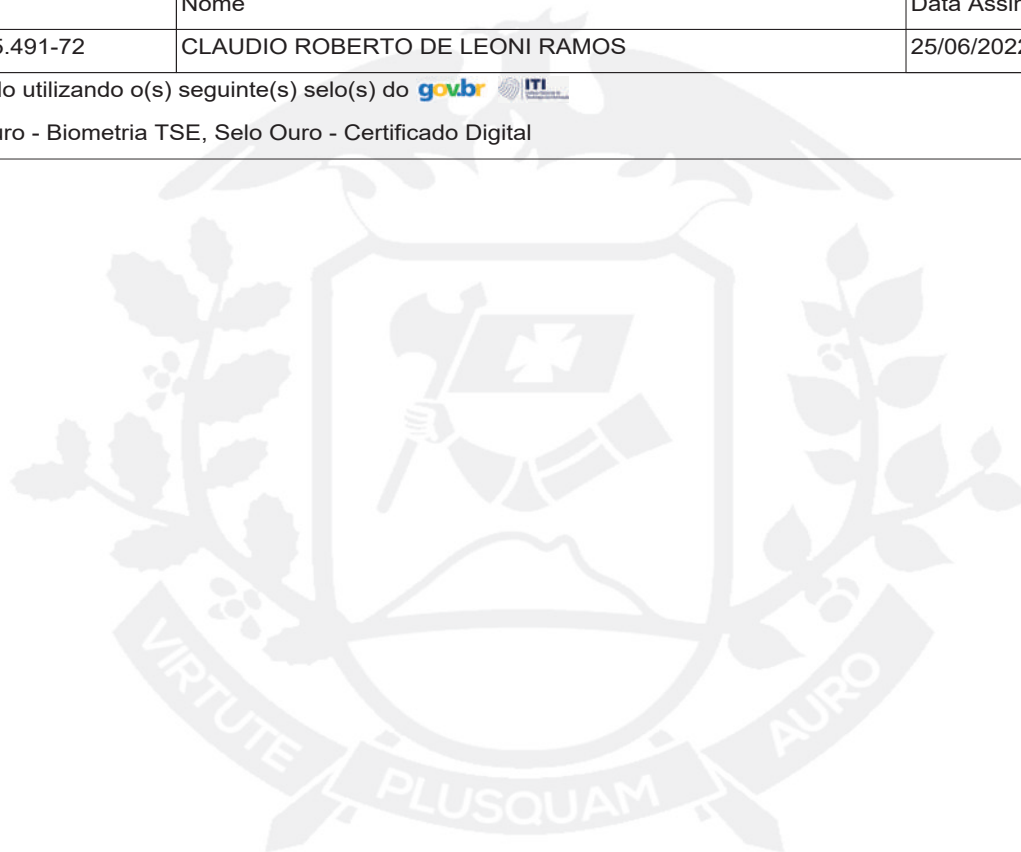 Nome Data Assin
5.491-72 CLAUDIO ROBERTO DE LEONI RAMOS 25/06/2022
lo utilizando o(s) seguinte(s) selo(s) do gov.br ITI
uro - Biometria TSE, Selo Ouro - Certificado Digital
VIRTUTE PLUSQUAM AURO